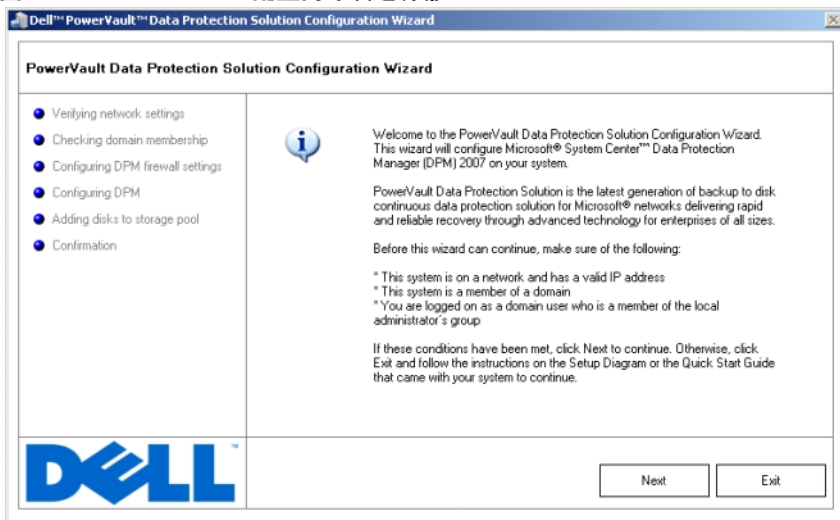 Dell™ PowerVault™ Data Protection Solution Configuration Wizard
PowerVault Data Protection Solution Configuration Wizard
Verifying network settings
Checking domain membership
Configuring DPM firewall settings
Configuring DPM
Adding disks to storage pool
Confirmation
Welcome to the PowerVault Data Protection Solution Configuration Wizard.
This wizard will configure Microsoft® System Center™ Data Protection
Manager (DPM) 2007 on your system.
PowerVault Data Protection Solution is the latest generation of backup to disk
continuous data protection solution for Microsoft® networks delivering rapid
and reliable recovery through advanced technology for enterprises of all sizes.
Before this wizard can continue, make sure of the following:
* This system is on a network and has a valid IP address
* This system is a member of a domain
* You are logged on as a domain user who is a member of the local
administrator's group
If these conditions have been met, click Next to continue. Otherwise, click
Exit and follow the instructions on the Setup Diagram or the Quick Start Guide
that came with your system to continue.
DELL™
Next
Exit